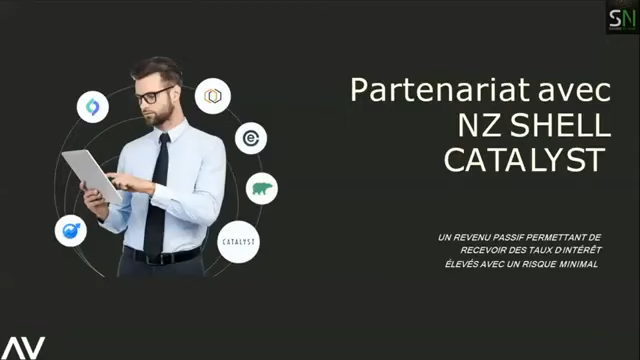 SN
Partenariat avec
NZ SHELL
CATALYST
CATALYST
UN REVENU PASSIF PERMETTANT DE
RECEVOIR DES TAUX D'INTÉRÊT
ÉLEVÉS AVEC UN RISQUE MINIMAL
AV